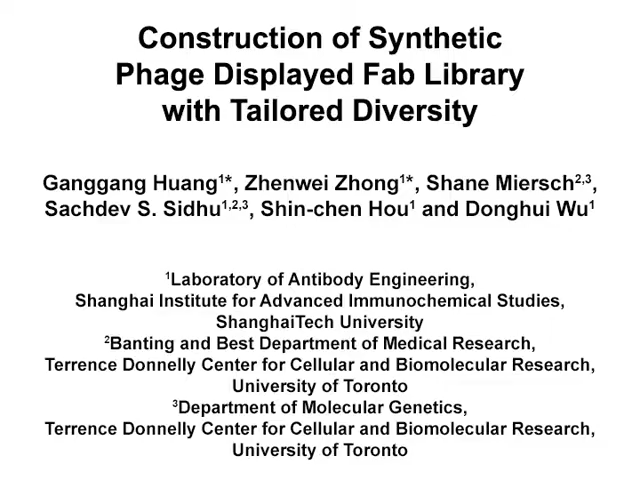 Construction of Synthetic
Phage Displayed Fab Library
with Tailored Diversity
Ganggang Huang¹*, Zhenwei Zhong¹*, Shane Miersch²,³,
Sachdev S. Sidhu¹,²,³, Shin-chen Hou¹ and Donghui Wu¹
¹Laboratory of Antibody Engineering,
Shanghai Institute for Advanced Immunochemical Studies,
ShanghaiTech University
²Banting and Best Department of Medical Research,
Terrence Donnelly Center for Cellular and Biomolecular Research,
University of Toronto
³Department of Molecular Genetics,
Terrence Donnelly Center for Cellular and Biomolecular Research,
University of Toronto